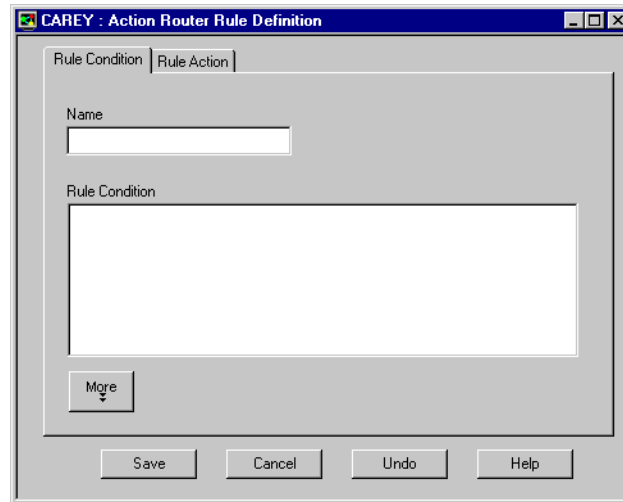 CAREY : Action Router Rule Definition
Rule Condition Rule Action
Name
Rule Condition
More
Save Cancel Undo Help